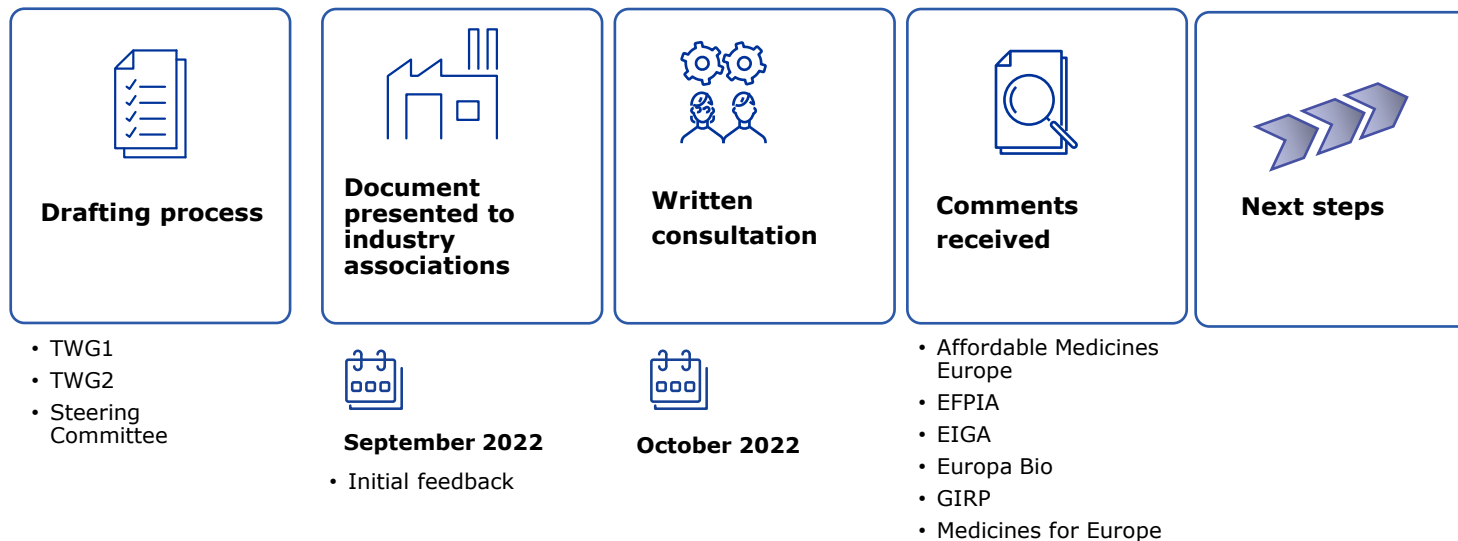 Drafting process
• TWG1
• TWG2
• Steering
Committee
Document
presented to
industry
associations
September 2022
• Initial feedback
Written
consultation
October 2022
Comments
received
• Affordable Medicines
Europe
• EFPIA
• EIGA
• Europa Bio
• GIRP
• Medicines for Europe
Next steps